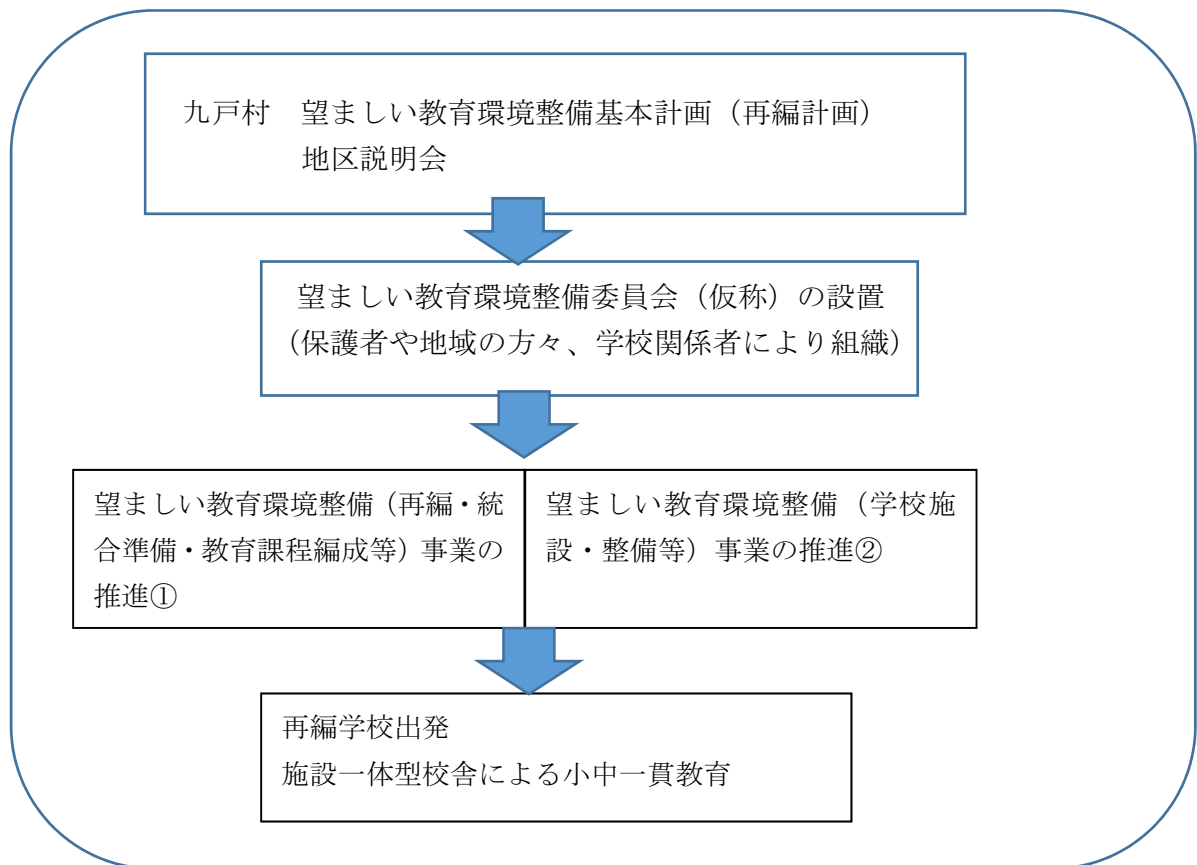 九戸村　望ましい教育環境整備基本計画（再編計画）
地区説明会
望ましい教育環境整備委員会（仮称）の設置
（保護者や地域の方々、学校関係者により組織）
望ましい教育環境整備（再編・統
合準備・教育課程編成等）事業の
推進①
望ましい教育環境整備（学校施
設・整備等）事業の推進②
再編学校出発
施設一体型校舎による小中一貫教育